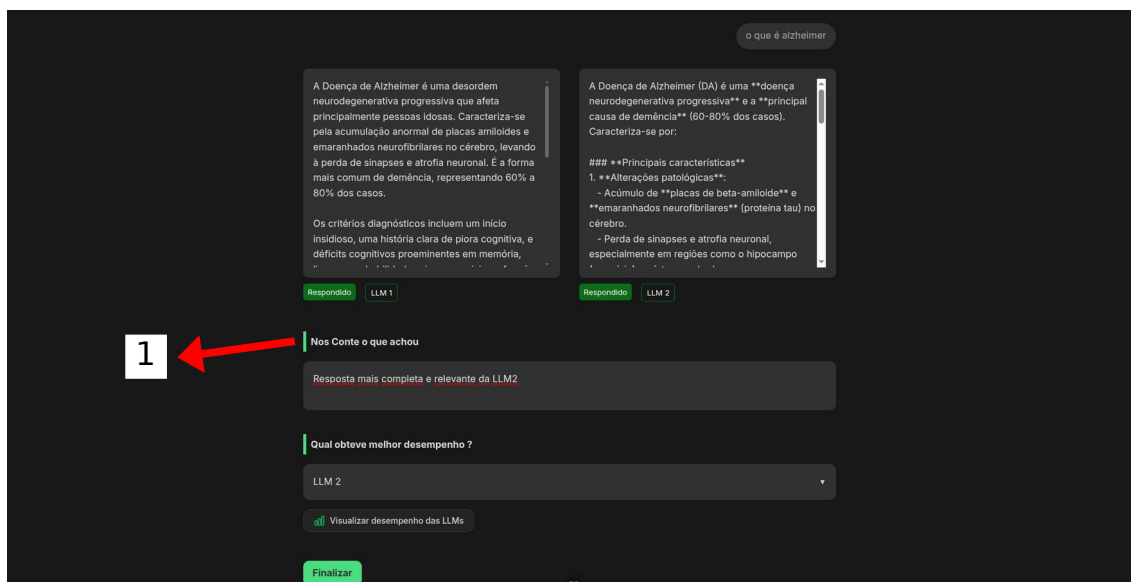 o que é alzheimer
A Doença de Alzheimer é uma desordem
neurodegenerativa progressiva que afeta
principalmente pessoas idosas. Caracteriza-se
pela acumulação anormal de placas amiloides e
emaranhados neurofibrilares no cérebro, levando
à perda de sinapses e atrofia neuronal. É a forma
mais comum de demência, representando 60% a
80% dos casos.
Os critérios diagnósticos incluem um início
insidioso, uma história clara de piora cognitiva, e
déficits cognitivos proeminentes em memória,
Respondido
LLM 1
A Doença de Alzheimer (DA) é uma **doença
neurodegenerativa progressiva** e a **principal
causa de demência** (60-80% dos casos).
Caracteriza-se por:
### **Principais características**
1. **Alterações patológicas**:
- Acúmulo de **placas de beta-amiloide** e
**emaranhados neurofibrilares** (proteína tau) no
cérebro.
- Perda de sinapses e atrofia neuronal,
especialmente em regiões como o hipocampo
Respondido
LLM 2
1
Nos Conte o que achou
Resposta mais completa e relevante da LLM2
Qual obteve melhor desempenho ?
LLM 2
Visualizar desempenho das LLMs
Finalizar